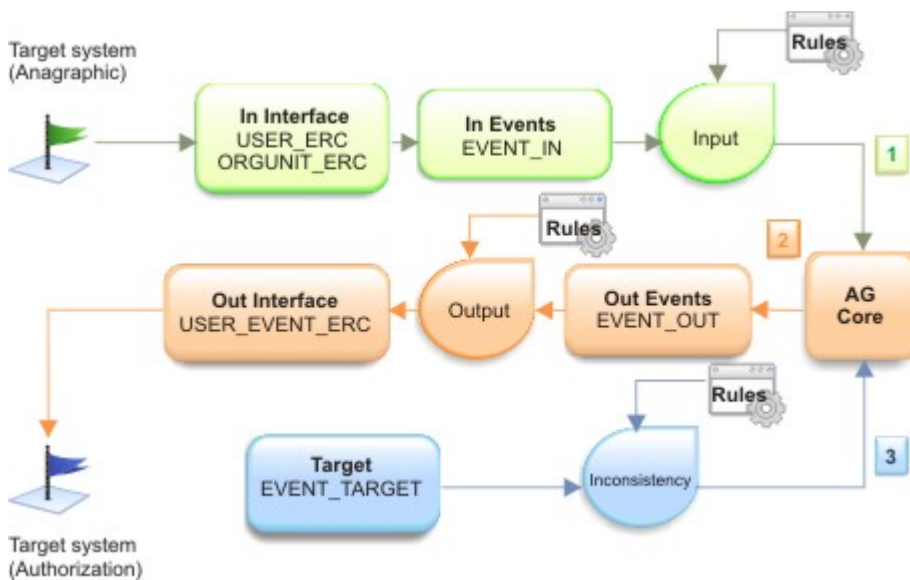 Target system
(Anagraphic)
Rules
In Interface
USER_ERC
ORGUNIT_ERC
In Events
EVENT_IN
Input
1
Rules
2
Out Interface
USER_EVENT_ERC
Output
Out Events
EVENT_OUT
AG
Core
Rules
Target
EVENT_TARGET
Inconsistency
3
Target system
(Authorization)